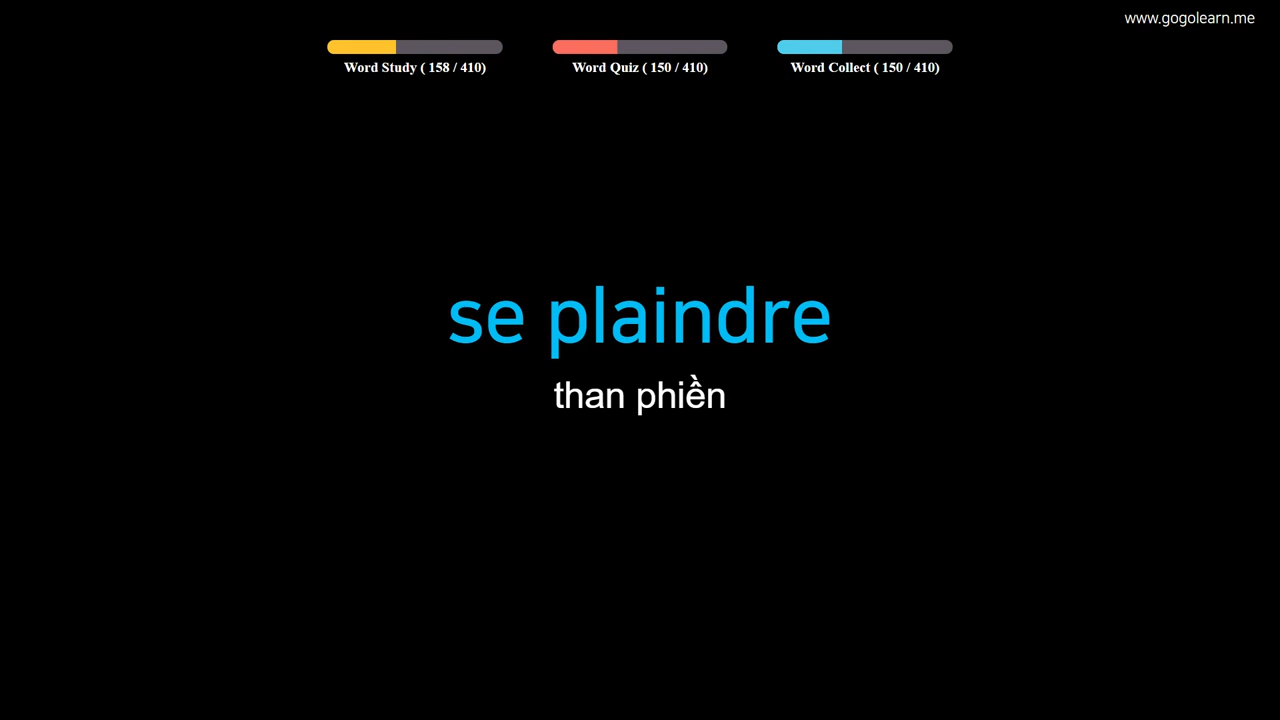 www.gogolearn.me
Word Study ( 158 / 410)
Word Quiz ( 150 / 410)
Word Collect ( 150 / 410)
se plaindre
than phiền